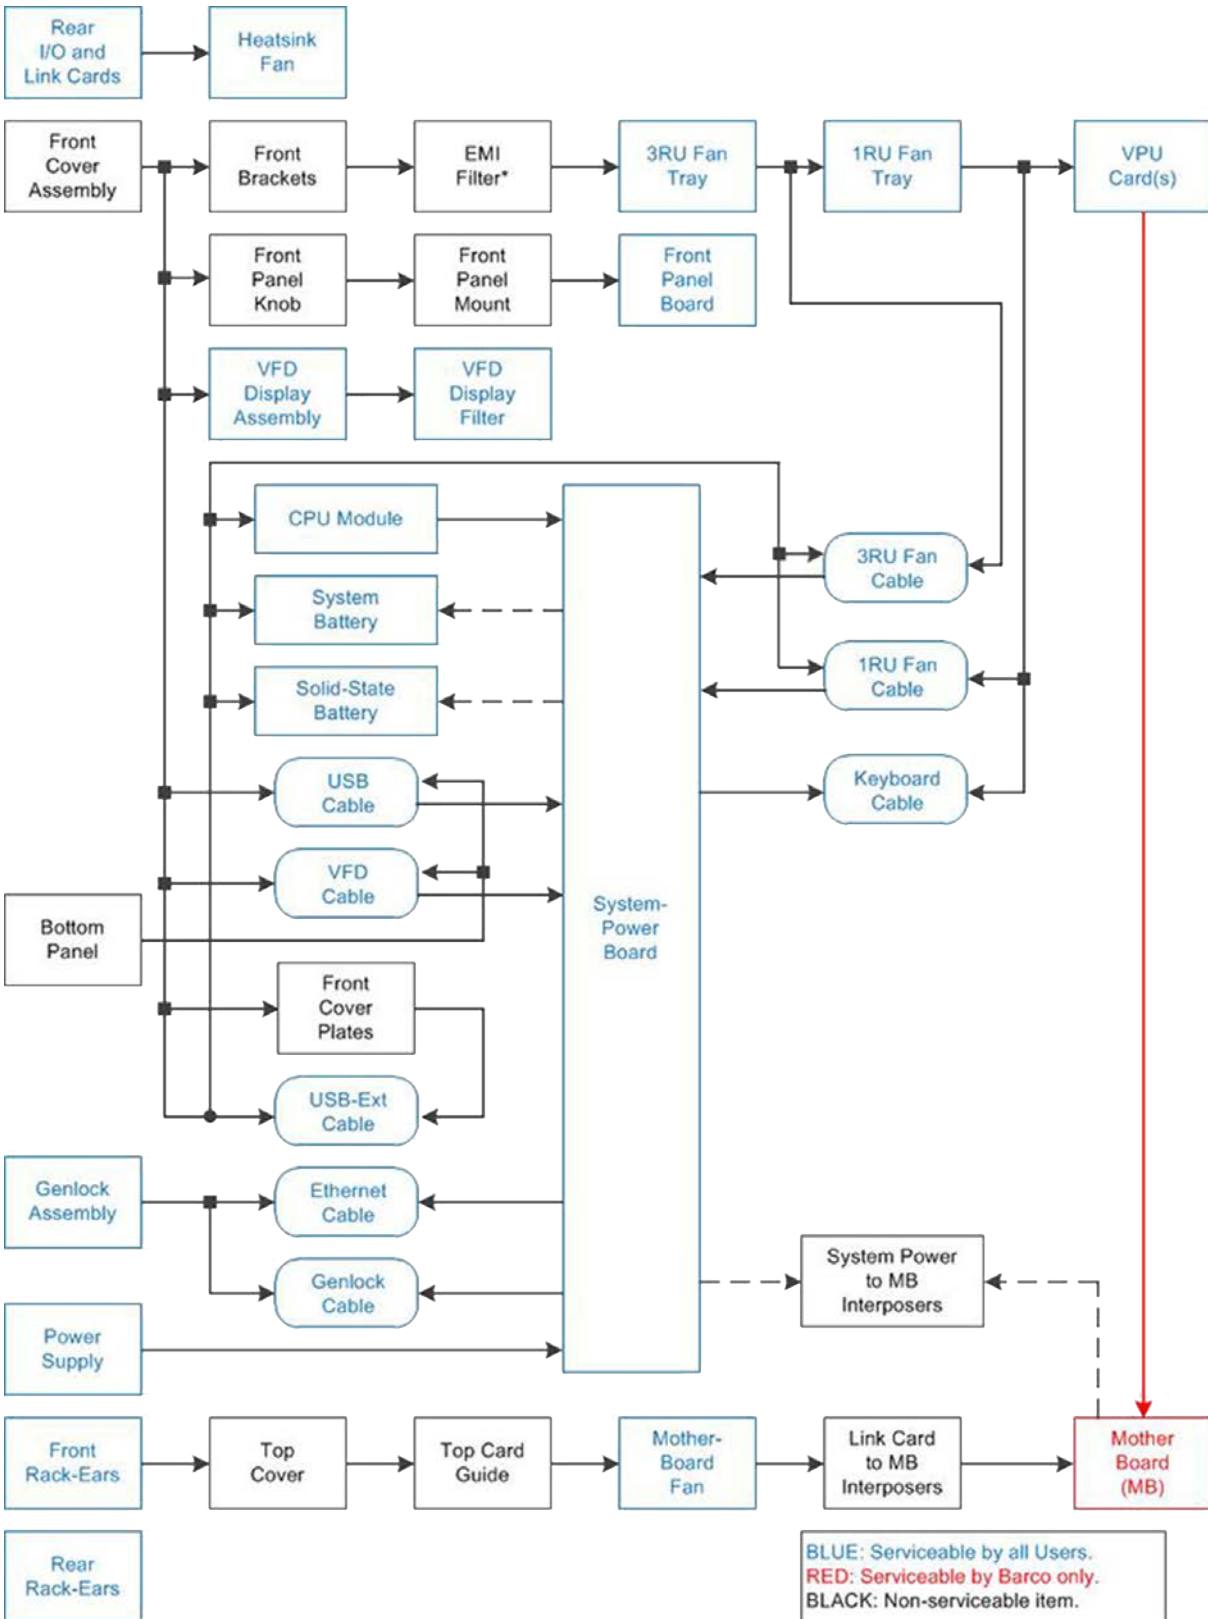 Rear
I/O and
Link Cards
Heatsink
Fan
Front
Cover
Assembly
Front
Brackets
EMI
Filter*
3RU Fan
Tray
1RU Fan
Tray
VPU
Card(s)
Front
Panel
Knob
Front
Panel
Mount
Front
Panel
Board
VFD
Display
Assembly
VFD
Display
Filter
CPU Module
3RU Fan
Cable
System
Battery
Solid-State
Battery
1RU Fan
Cable
USB
Cable
Keyboard
Cable
VFD
Cable
System-
Power
Board
Bottom
Panel
Front
Cover
Plates
USB-Ext
Cable
Genlock
Assembly
Ethernet
Cable
Genlock
Cable
System Power
to MB
Interposers
Power
Supply
Front
Rack-Ears
Top
Cover
Top Card
Guide
Mother-
Board
Fan
Link Card
to MB
Interposers
Mother
Board
(MB)
Rear
Rack-Ears
BLUE: Serviceable by all Users.
RED: Serviceable by Barco only.
BLACK: Non-serviceable item.